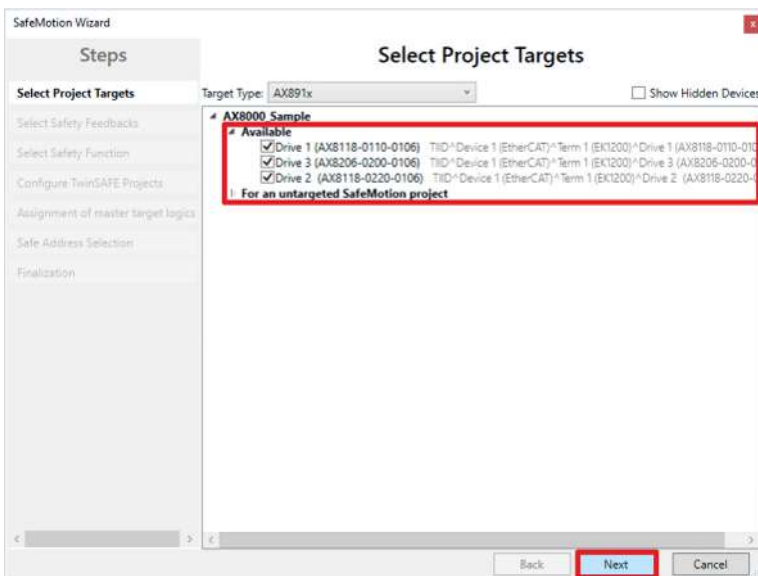 SafeMotion Wizard
x
Steps
Select Project Targets
Select Safety Feedbacks
Select Safety Function
Configure TwinSAFE Projects
Assignment of master target logics
Safe Address Selection
Finalization
Select Project Targets
Target Type: AX891x
Show Hidden Devices
AX8000_Sample
Available
Drive 1 (AX8118-0110-0106) TIID^Device 1 (EtherCAT)^Term 1 (EK1200)^Drive 1 (AX8118-0110-010
Drive 3 (AX8206-0200-0106) TIID^Device 1 (EtherCAT)^Term 1 (EK1200)^Drive 3 (AX8206-0200-0
Drive 2 (AX8118-0220-0106) TIID^Device 1 (EtherCAT)^Term 1 (EK1200)^Drive 2 (AX8118-0220-0
For an untargeted SafeMotion project
Back Next Cancel